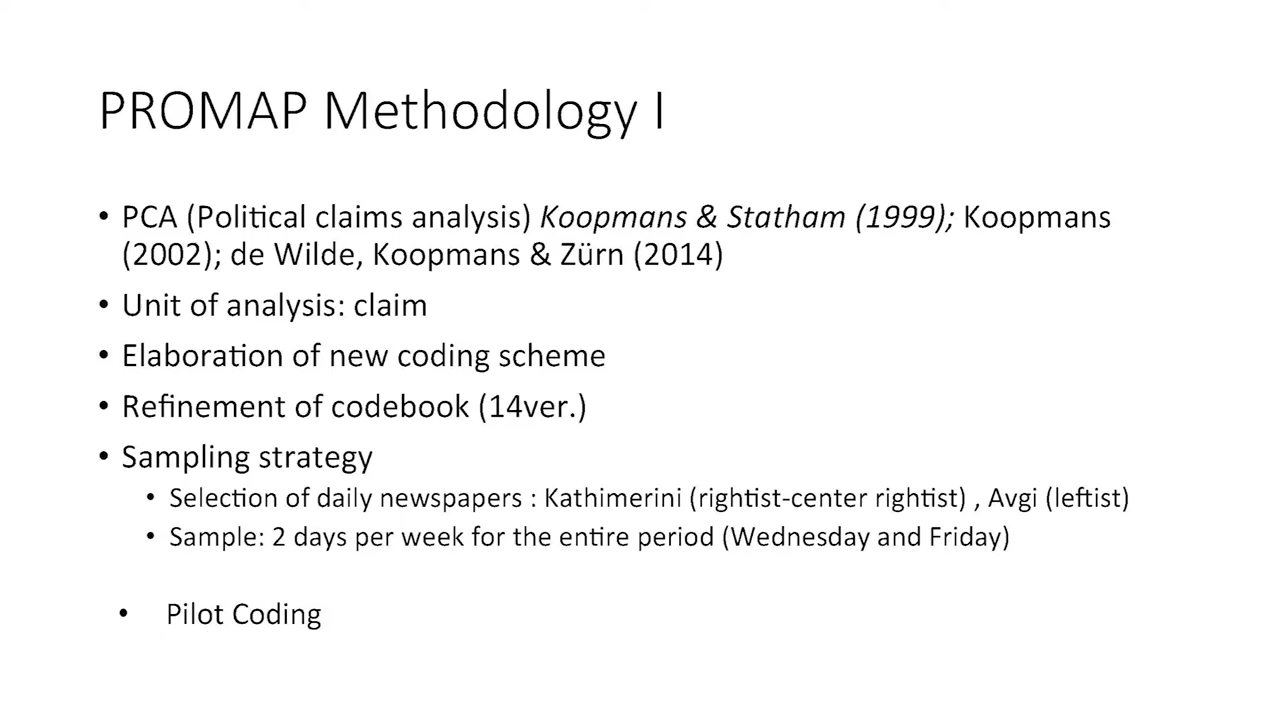 PROMAP Methodology I
• PCA (Political claims analysis) Koopmans & Statham (1999); Koopmans
(2002); de Wilde, Koopmans & Zürn (2014)
• Unit of analysis: claim
• Elaboration of new coding scheme
• Refinement of codebook (14ver.)
• Sampling strategy
• Selection of daily newspapers : Kathimerini (rightist-center rightist) , Avgi (leftist)
• Sample: 2 days per week for the entire period (Wednesday and Friday)
• Pilot Coding